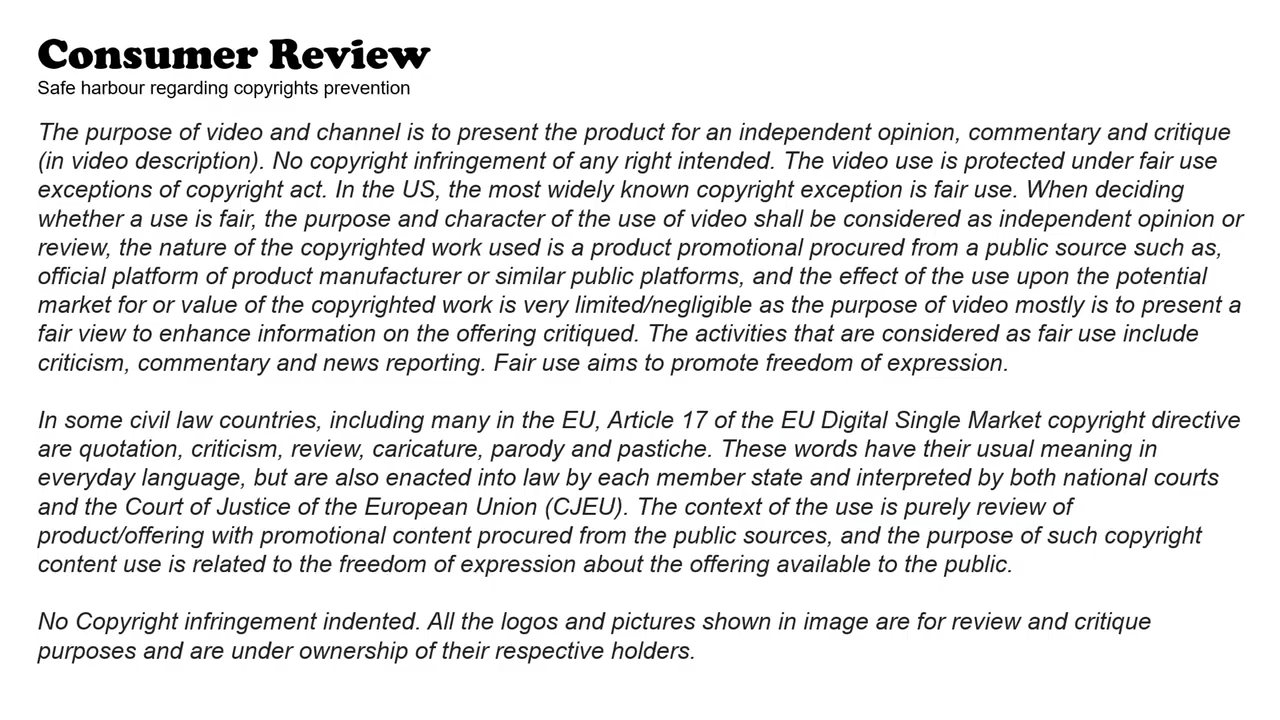 Consumer Review
Safe harbour regarding copyrights prevention
The purpose of video and channel is to present the product for an independent opinion, commentary and critique
(in video description). No copyright infringement of any right intended. The video use is protected under fair use
exceptions of copyright act. In the US, the most widely known copyright exception is fair use. When deciding
whether a use is fair, the purpose and character of the use of video shall be considered as independent opinion or
review, the nature of the copyrighted work used is a product promotional procured from a public source such as,
official platform of product manufacturer or similar public platforms, and the effect of the use upon the potential
market for or value of the copyrighted work is very limited/negligible as the purpose of video mostly is to present a
fair view to enhance information on the offering critiqued. The activities that are considered as fair use include
criticism, commentary and news reporting. Fair use aims to promote freedom of expression.
In some civil law countries, including many in the EU, Article 17 of the EU Digital Single Market copyright directive
are quotation, criticism, review, caricature, parody and pastiche. These words have their usual meaning in
everyday language, but are also enacted into law by each member state and interpreted by both national courts
and the Court of Justice of the European Union (CJEU). The context of the use is purely review of
product/offering with promotional content procured from the public sources, and the purpose of such copyright
content use is related to the freedom of expression about the offering available to the public.
No Copyright infringement indented. All the logos and pictures shown in image are for review and critique
purposes and are under ownership of their respective holders.